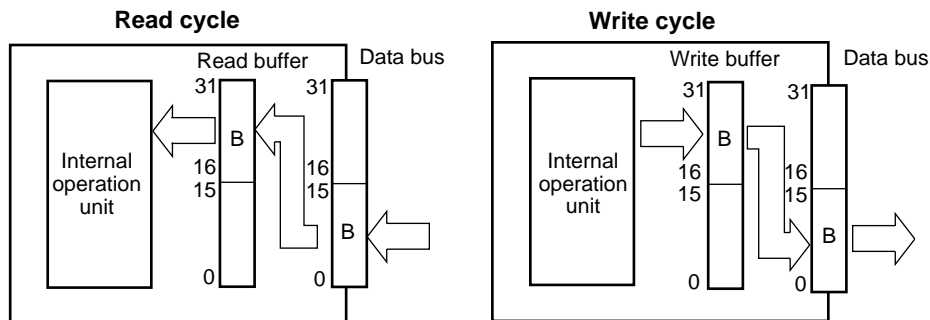 Read cycle
Read buffer
Data bus
31
31
B
Internal
operation
unit
16
15
16
15
B
0
0
Write cycle
Write buffer
Data bus
31
31
B
Internal
operation
unit
16
15
16
15
B
0
0